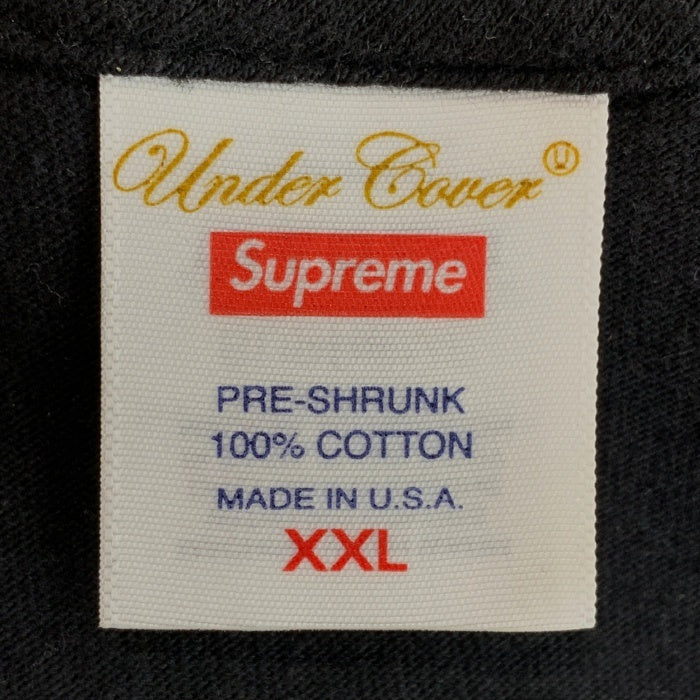 Under Cover Ⓤ
Supreme
PRE-SHRUNK
100% COTTON
MADE IN U.S.A.
XXL